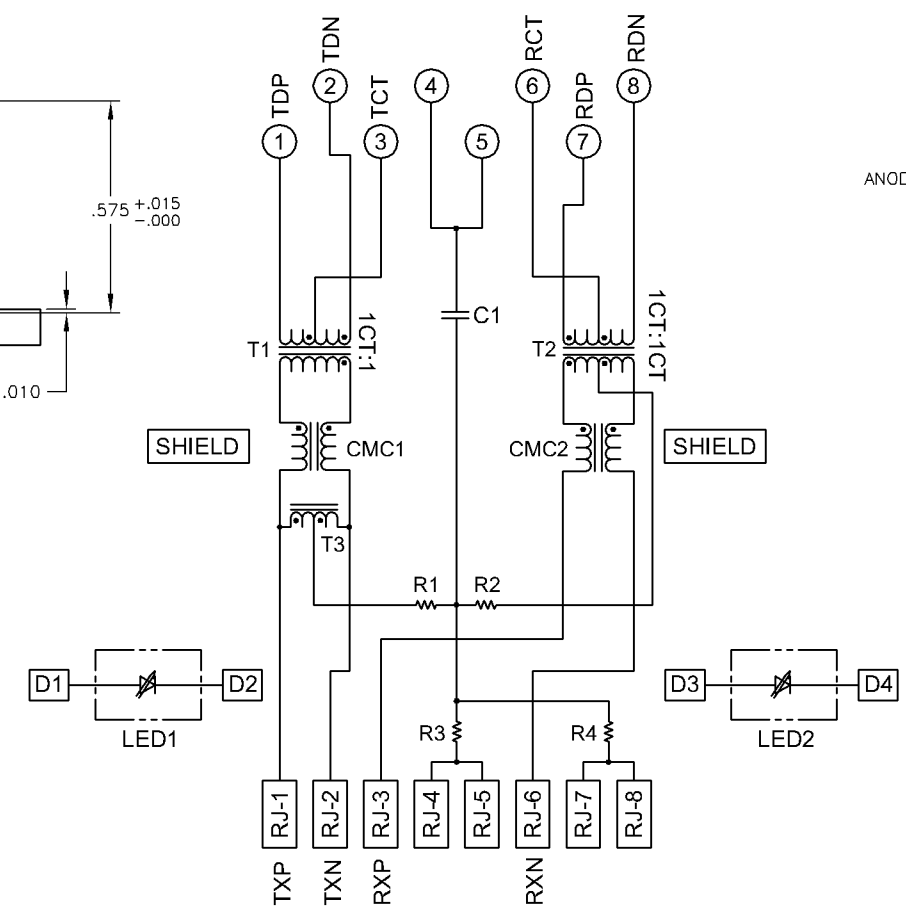 TDP
TDN
TCT
RCT
RDP
RDN
1
2
3
4
5
6
7
8
ANOD
.575 +.015
-.000
.010
T1
1CT:1
C1
T2
1CT:1CT
SHIELD
CMC1
CMC2
SHIELD
T3
R1
R2
D1
D2
LED1
D3
D4
LED2
R3
R4
RJ-1
RJ-2
RJ-3
RJ-4
RJ-5
RJ-6
RJ-7
RJ-8
TXP
TXN
RXP
RXN